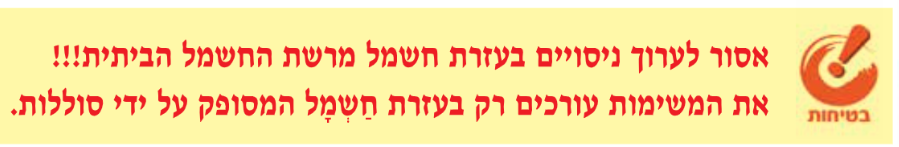 אסור לערוך ניסויים בעזרת חשמל מרשת החשמל הביתית!!!
את המשימות עורכים רק בעזרת חַשְמָל המסופק על ידי סוללות.
בטיחות